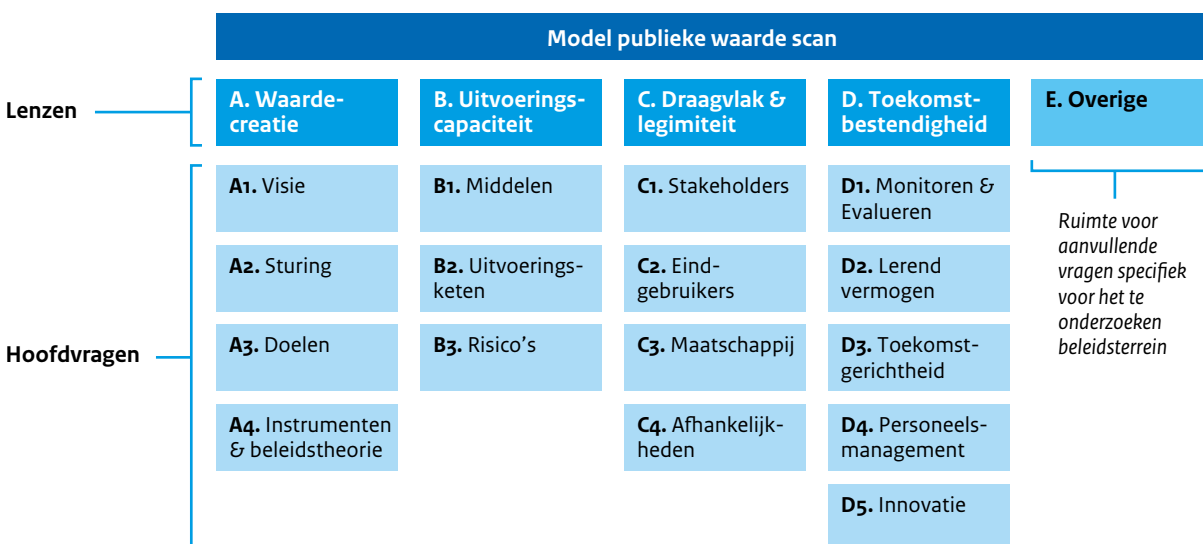 Model publieke waarde scan
Lenzen
A. Waarde-
creatie
B. Uitvoerings-
capaciteit
C. Draagvlak &
legimiteit
D. Toekomst-
bestendigheid
E. Overige
Hoofdvragen
A1. Visie
A2. Sturing
A3. Doelen
A4. Instrumenten
& beleidstheorie
B1. Middelen
B2. Uitvoerings-
keten
B3. Risico's
C1. Stakeholders
C2. Eind-
gebruikers
C3. Maatschappij
C4. Afhankelijk-
heden
D1. Monitoren &
Evalueren
D2. Lerend
vermogen
D3. Toekomst-
gerichtheid
D4. Personeels-
management
D5. Innovatie
Ruimte voor
aanvullende
vragen specifiek
voor het te
onderzoeken
beleidsterrein